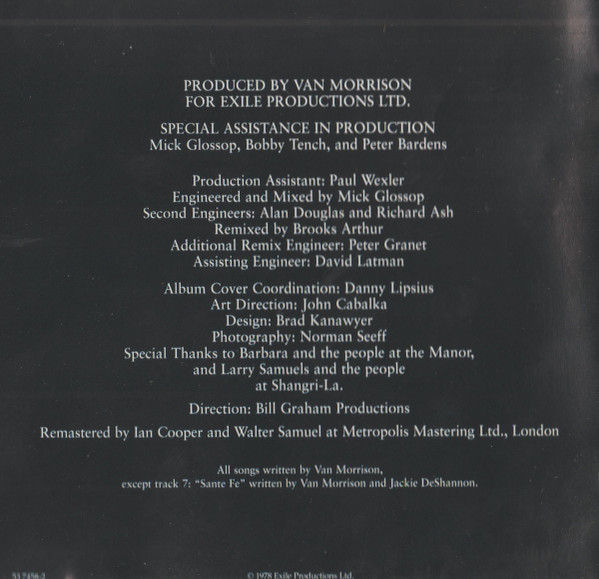 PRODUCED BY VAN MORRISON
FOR EXILE PRODUCTIONS LTD.
SPECIAL ASSISTANCE IN PRODUCTION
Mick Glossop, Bobby Tench, and Peter Bardens
Production Assistant: Paul Wexler
Engineered and Mixed by Mick Glossop
Second Engineers: Alan Douglas and Richard Ash
Remixed by Brooks Arthur
Additional Remix Engineer: Peter Granet
Assisting Engineer: David Latman
Album Cover Coordination: Danny Lipsius
Art Direction: John Cabalka
Design: Brad Kanawyer
Photography: Norman Seeff
Special Thanks to Barbara and the people at the Manor,
and Larry Samuels and the people
at Shangri-La.
Direction: Bill Graham Productions
Remastered by Ian Cooper and Walter Samuel at Metropolis Mastering Ltd., London
All songs written by Van Morrison,
except track 7: “Sante Fe” written by Van Morrison and Jackie DeShannon.
© 1978 Exile Productions Ltd.